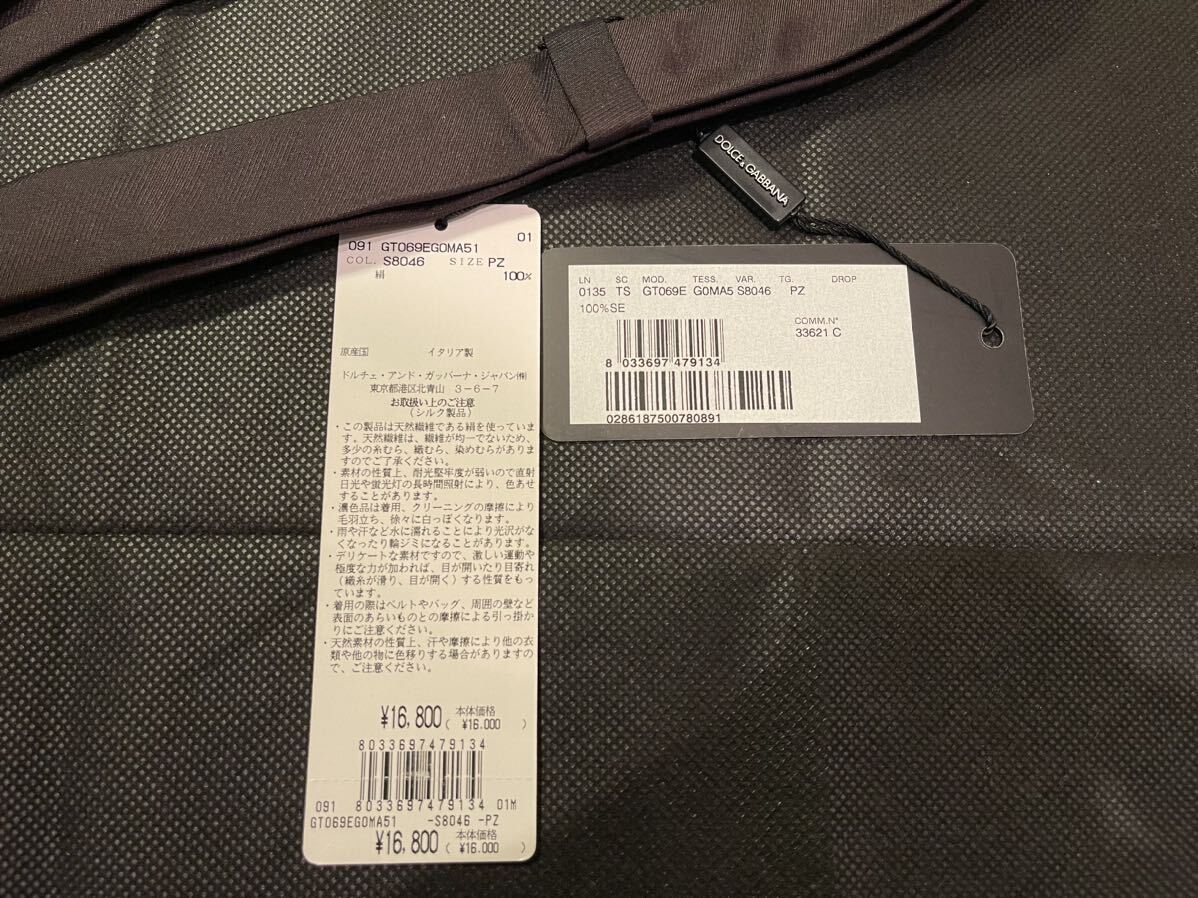 091 GT069EG0MA51 01
COL. S8046 SIZE PZ
絹 100%
原産国 イタリア製
ドルチェ・アンド・ガッバーナ・ジャパン㈱
東京都港区北青山 3-6-7
お取扱い上のご注意
(シルク製品)
・この製品は天然繊維である絹を使っていま
す。天然繊維は、繊維が均一でないため、
多少の糸むら、織むら、染めむらがありま
すのでご了承ください。
・素材の性質上、耐光堅牢度が弱いので直射
日光や蛍光灯の長時間照射により、色あせ
することがあります。
・濃色品は着用、クリーニングの摩擦により
毛羽立ち、徐々に白っぽくなります。
・雨や汗など水に濡れることにより光沢がな
くなったり輪ジミになることがあります。
・デリケートな素材ですので、激しい運動や
極度な力が加われば、目が開いたり目寄れ
(織糸が滑り、目が開く)する性質をもっ
ています。
・着用の際はベルトやバッグ、周囲の壁など
表面のあらいものとの摩擦による引っ掛か
りにご注意ください。
・天然素材の性質上、汗や摩擦により他の衣
類や他の物に色移りする場合がありますの
で、ご注意ください。
¥16,800 本体価格
( ¥16.000 )
8033697479134
091 8033697479134 01M
GT069EG0MA51 -S8046 -PZ
¥16,800 本体価格
( ¥16.000 )
DOLCE&GABBANA
LN SC MOD. TESS. VAR. TG. DROP
0135 TS GT069E G0MA5 S8046 PZ
100%SE
COMM.N°
33621 C
8 033697 479134
0286187500780891